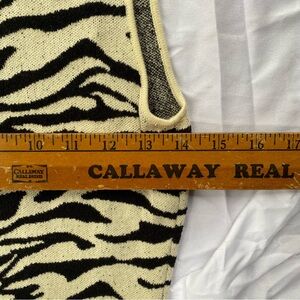 10 11 12 13 14 15 16 17
CALLAWAY
REAL ESTATE
CALLAWAY REAL